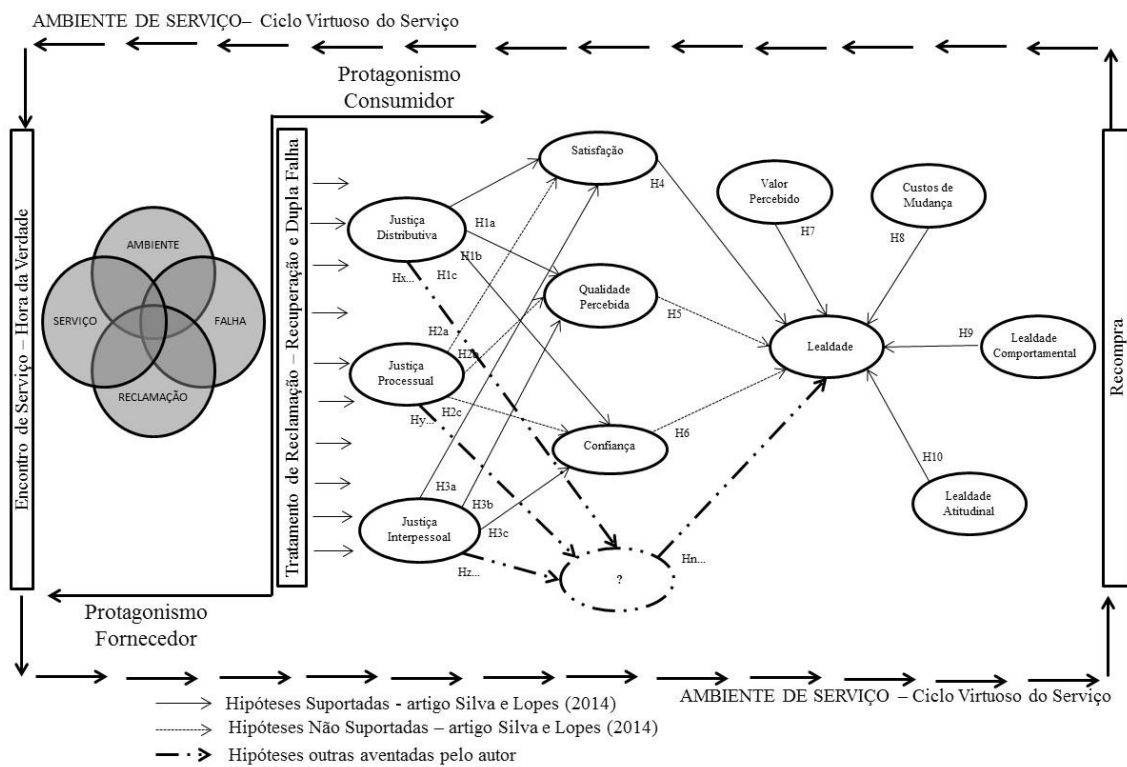 AMBIENTE DE SERVIÇO– Ciclo Virtuoso do Serviço
Protagonismo
Consumidor
Encontro de Serviço – Hora da Verdade
AMBIENTE
SERVIÇO
FALHA
RECLAMAÇÃO
Tratamento de Reclamação – Recuperação e Dupla Falha
Justiça
Distributiva
Justiça
Processual
Justiça
Interpessoal
H1a
H1b
H1c
Hx...
H2a
H2b
H2c
Hy...
H3a
H3b
H3c
Hz...
Satisfação
Qualidade
Percebida
Confiança
?
H4
H5
H6
Hn...
Valor
Percebido
H7
Custos de
Mudança
H8
Lealdade
H9
Lealdade
Comportamental
H10
Lealdade
Atitudinal
Recompra
Protagonismo
Fornecedor
AMBIENTE DE SERVIÇO – Ciclo Virtuoso do Serviço
Hipóteses Suportadas - artigo Silva e Lopes (2014)
Hipóteses Não Suportadas – artigo Silva e Lopes (2014)
Hipóteses outras aventadas pelo autor